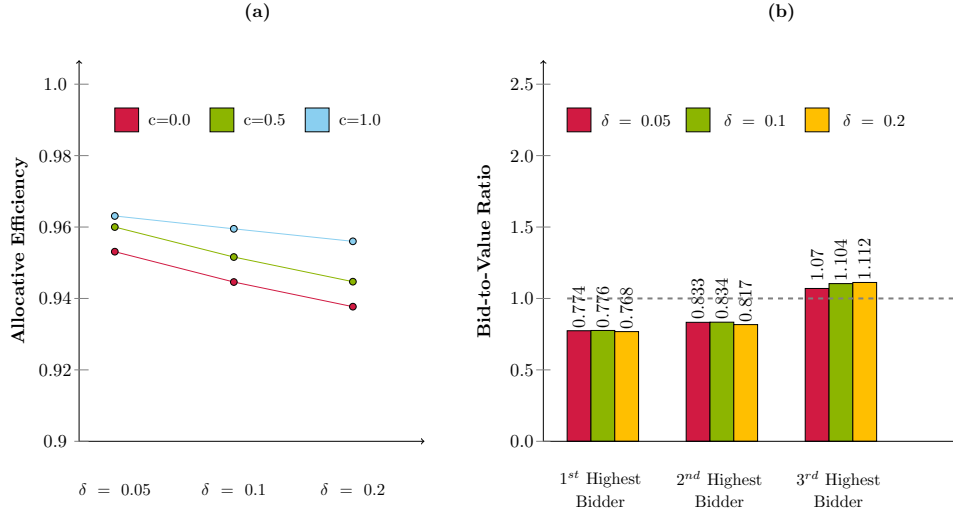 (a)
Allocative Efficiency
1.0
0.98
0.96
0.94
0.92
0.9
c=0.0 c=0.5 c=1.0
δ = 0.05 δ = 0.1 δ = 0.2
(b)
Bid-to-Value Ratio
2.5
2.0
1.5
1.0
0.5
0.0
δ = 0.05 δ = 0.1 δ = 0.2
0.774 0.776 0.768
0.833 0.834 0.817
1.07 1.104 1.112
1st Highest
Bidder
2nd Highest
Bidder
3rd Highest
Bidder